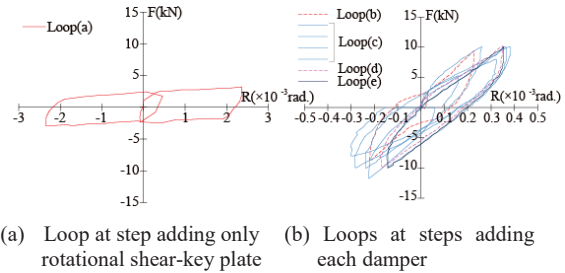 15 F(kN)
Loop(a)
10
5
R(×10⁻³rad.)
-3 -2 -1 1 2 3
-5
-10
-15
Loop(b)
Loop(c)
Loop(d)
Loop(e)
15 F(kN)
10
5
R(×10⁻³rad.)
-0.5-0.4-0.3-0.2-0.1 0.1 0.2 0.3 0.4 0.5
-5
-10
-15
(a) Loop at step adding only
rotational shear-key plate
(b) Loops at steps adding
each damper